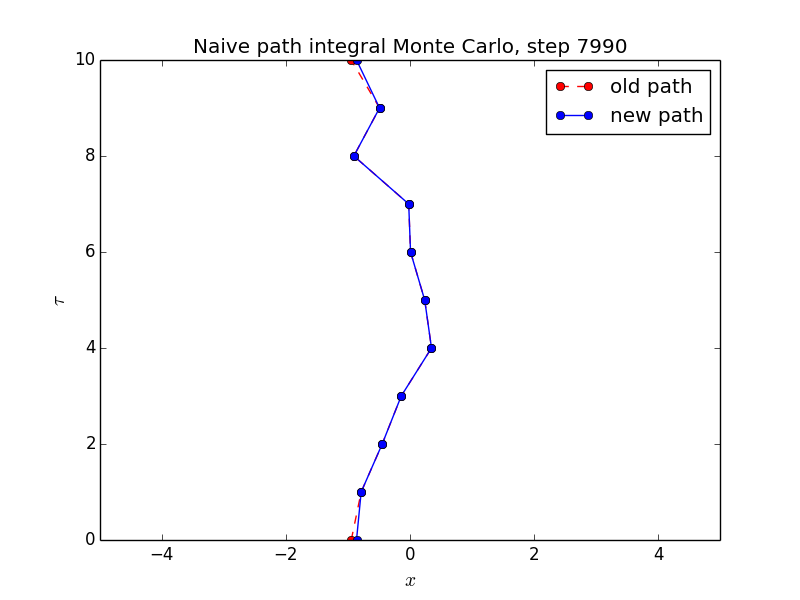 Naive path integral Monte Carlo, step 7990
old path
new path
10
8
6
4
2
0
τ
−4
−2
0
2
4
x